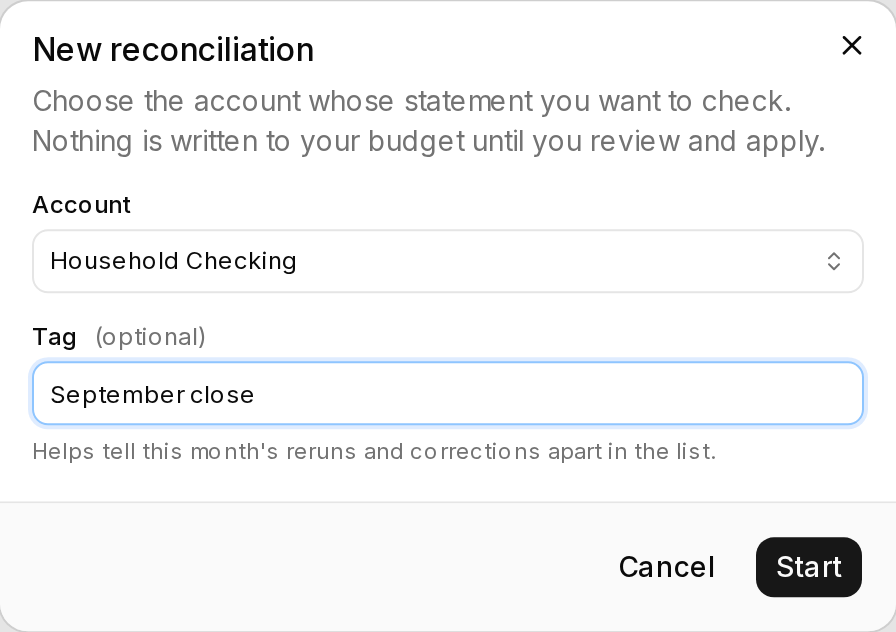 New reconciliation
Choose the account whose statement you want to check.
Nothing is written to your budget until you review and apply.
Account
Household Checking
Tag (optional)
September close
Helps tell this month's reruns and corrections apart in the list.
Cancel
Start